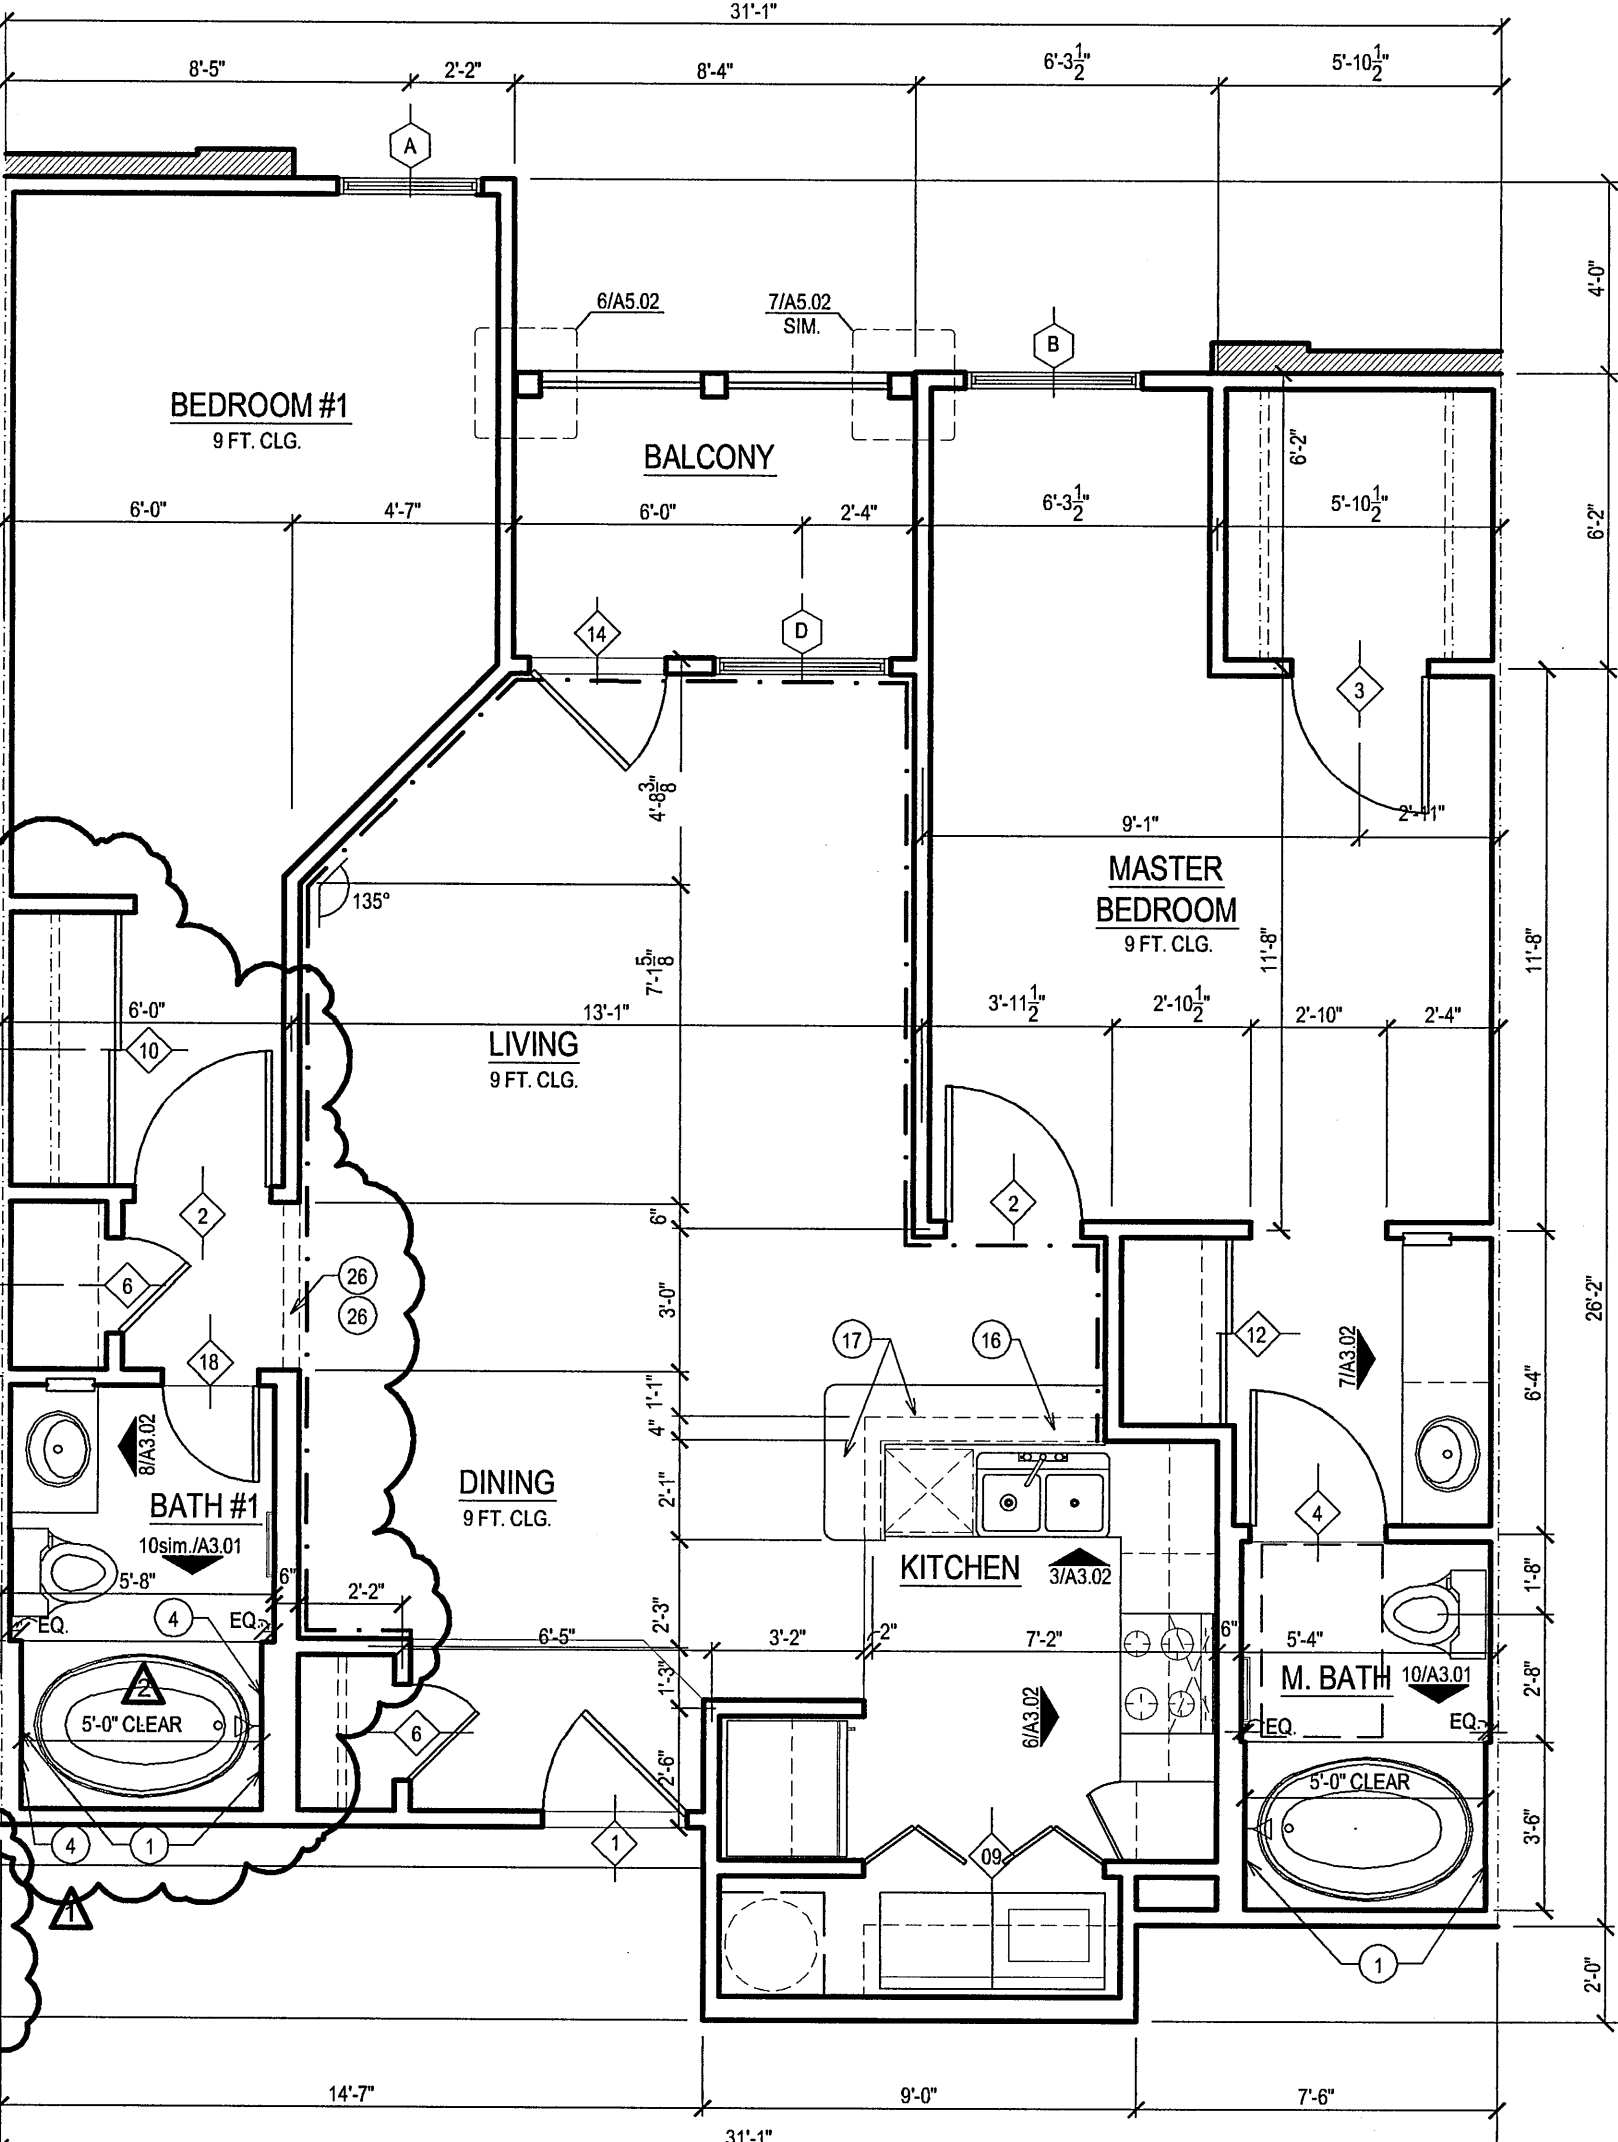 31'-1"
8'-5" 2'-2" 8'-4" 6'-3 1/2" 5'-10 1/2"
A
4'-0"
6/A5.02 7/A5.02
SIM.
B
BEDROOM #1
9 FT. CLG.
BALCONY
6'-2"
6'-0" 4'-7" 6'-0" 2'-4" 6'-3 1/2" 5'-10 1/2"
6'-2"
14 D
3
4'-8 3/8"
2'-11"
9'-1"
MASTER
BEDROOM
9 FT. CLG.
135°
7'-1 5/8"
11'-8"
11'-8"
6'-0" 13'-1" 3'-11 1/2" 2'-10 1/2" 2'-10" 2'-4"
10
LIVING
9 FT. CLG.
2 2
6"
6 26
26
3'-0"
26'-2"
18 17 16 12
7/A3.02
6'-4"
1'-1"
4"
8/A3.02
DINING
9 FT. CLG.
2'-1"
BATH #1
10sim./A3.01
4
KITCHEN
3/A3.02
5'-8" 6" 2'-2"
1'-8"
4
EQ. EQ.
2'-3"
6'-5" 3'-2" 2" 7'-2" 6" 5'-4"
1'-3"
M. BATH 10/A3.01
2'-8"
2
5'-0" CLEAR
6
6/A3.02
EQ. EQ.
2'-6"
5'-0" CLEAR
4 1 1 09
3'-6"
1
1
2'-0"
14'-7" 9'-0" 7'-6"
31'-1"